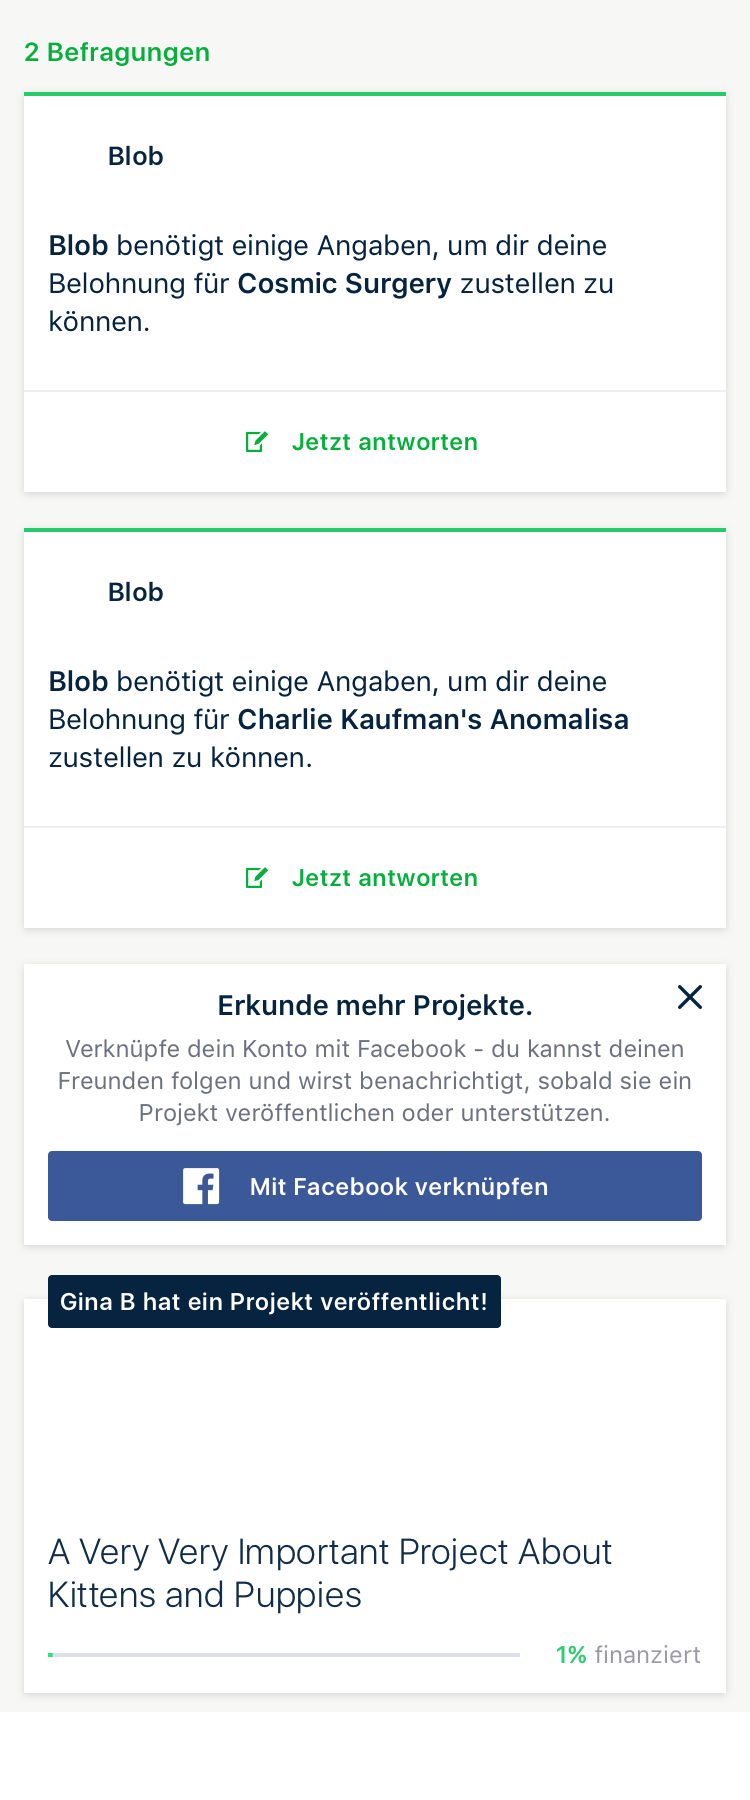 2 Befragungen
Blob
Blob benötigt einige Angaben, um dir deine
Belohnung für Cosmic Surgery zustellen zu
können.
Jetzt antworten
Blob
Blob benötigt einige Angaben, um dir deine
Belohnung für Charlie Kaufman's Anomalisa
zustellen zu können.
Jetzt antworten
Erkunde mehr Projekte.
Verknüpfe dein Konto mit Facebook - du kannst deinen
Freunden folgen und wirst benachrichtigt, sobald sie ein
Projekt veröffentlichen oder unterstützen.
Mit Facebook verknüpfen
Gina B hat ein Projekt veröffentlicht!
A Very Very Important Project About
Kittens and Puppies
1% finanziert